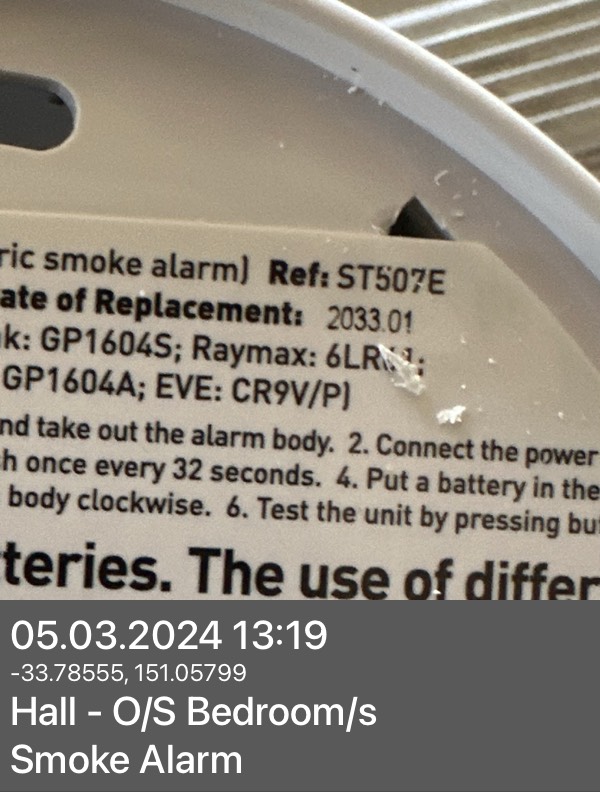 ric smoke alarm) Ref: ST507E
ate of Replacement: 2033.01
k: GP1604S; Raymax:
GP1604A; EVE: CR9V/P)
nd take out the alarm body. 2. Connect the power
h once every 32 seconds. 4. Put a battery in the
body clockwise. 6. Test the unit by pressing bu
teries. The use of differ
05.03.2024 13:19
-33.78555, 151.05799
Hall - O/S Bedroom/s
Smoke Alarm